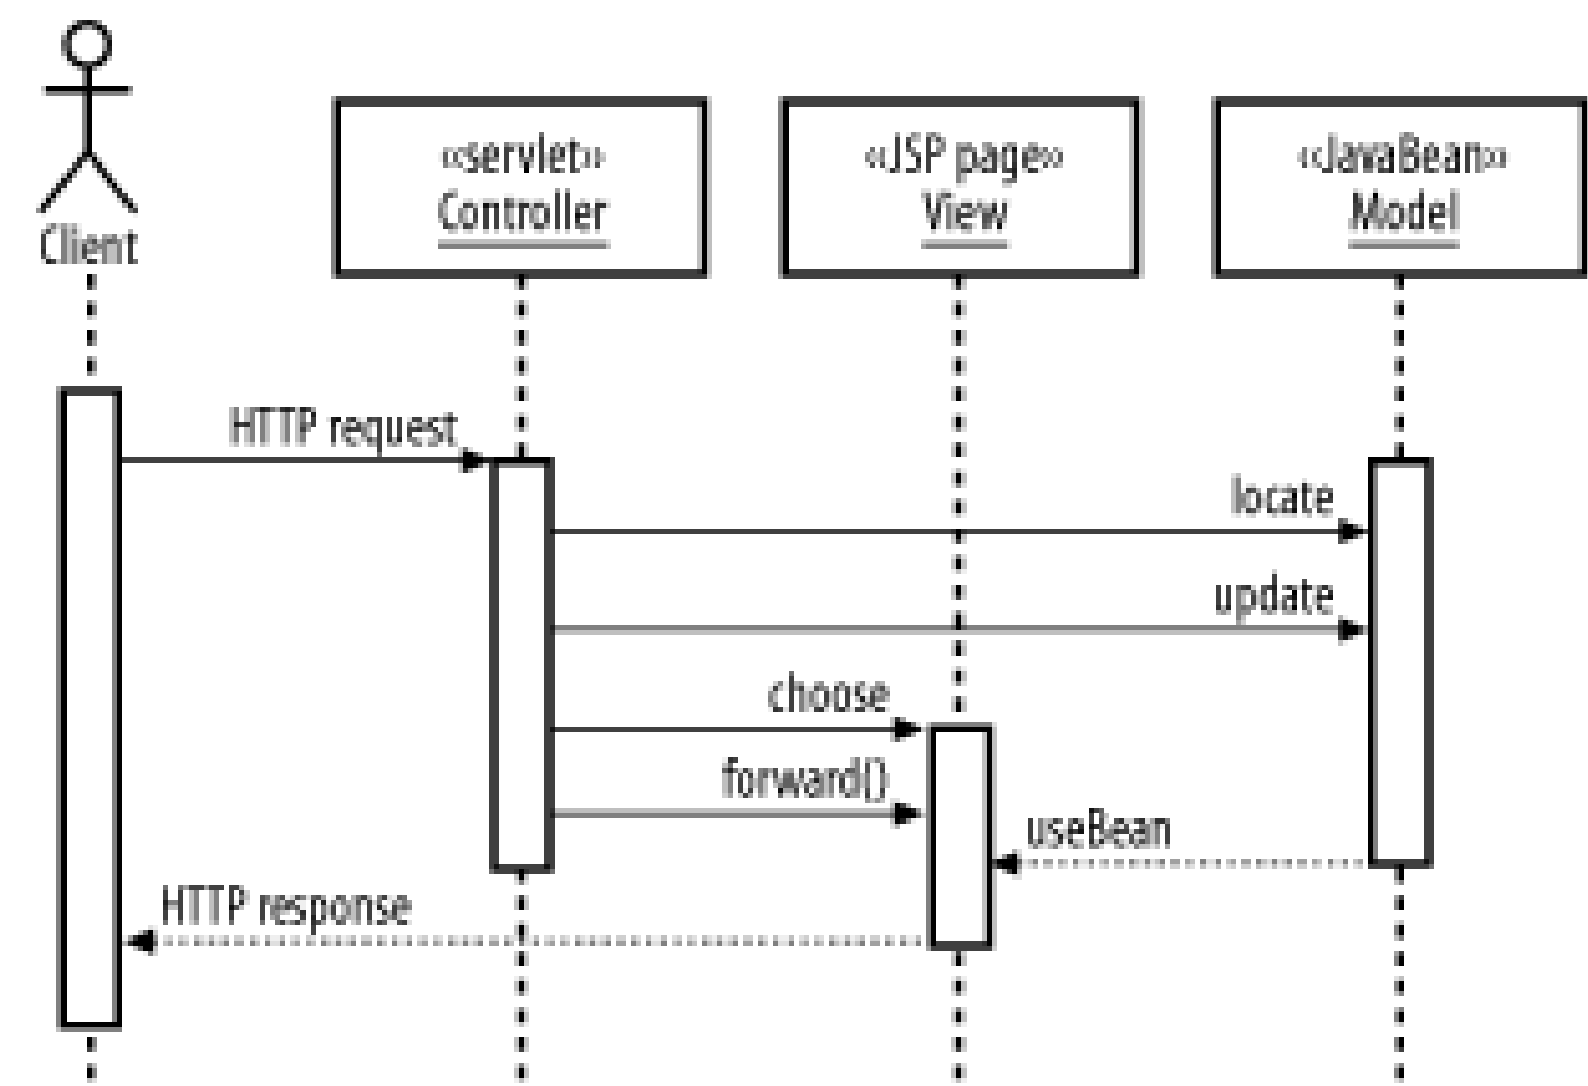 Client
«servlet»
Controller
«JSP page»
View
«JavaBean»
Model
HTTP request
locate
update
choose
forward()
useBean
HTTP response